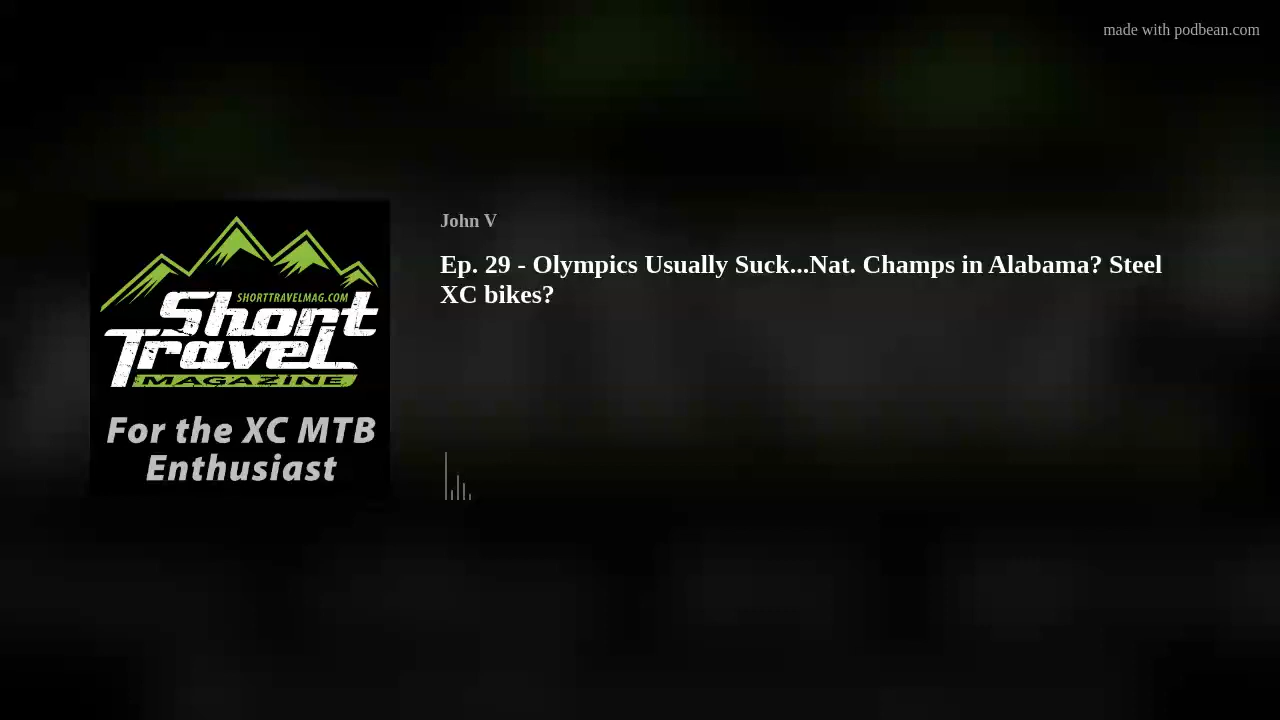 made with podbean.com
SHORTTRAVELMAG.COM
Short
Travel
MAGAZINE
For the XC MTB
Enthusiast
John V
Ep. 29 - Olympics Usually Suck...Nat. Champs in Alabama? Steel
XC bikes?